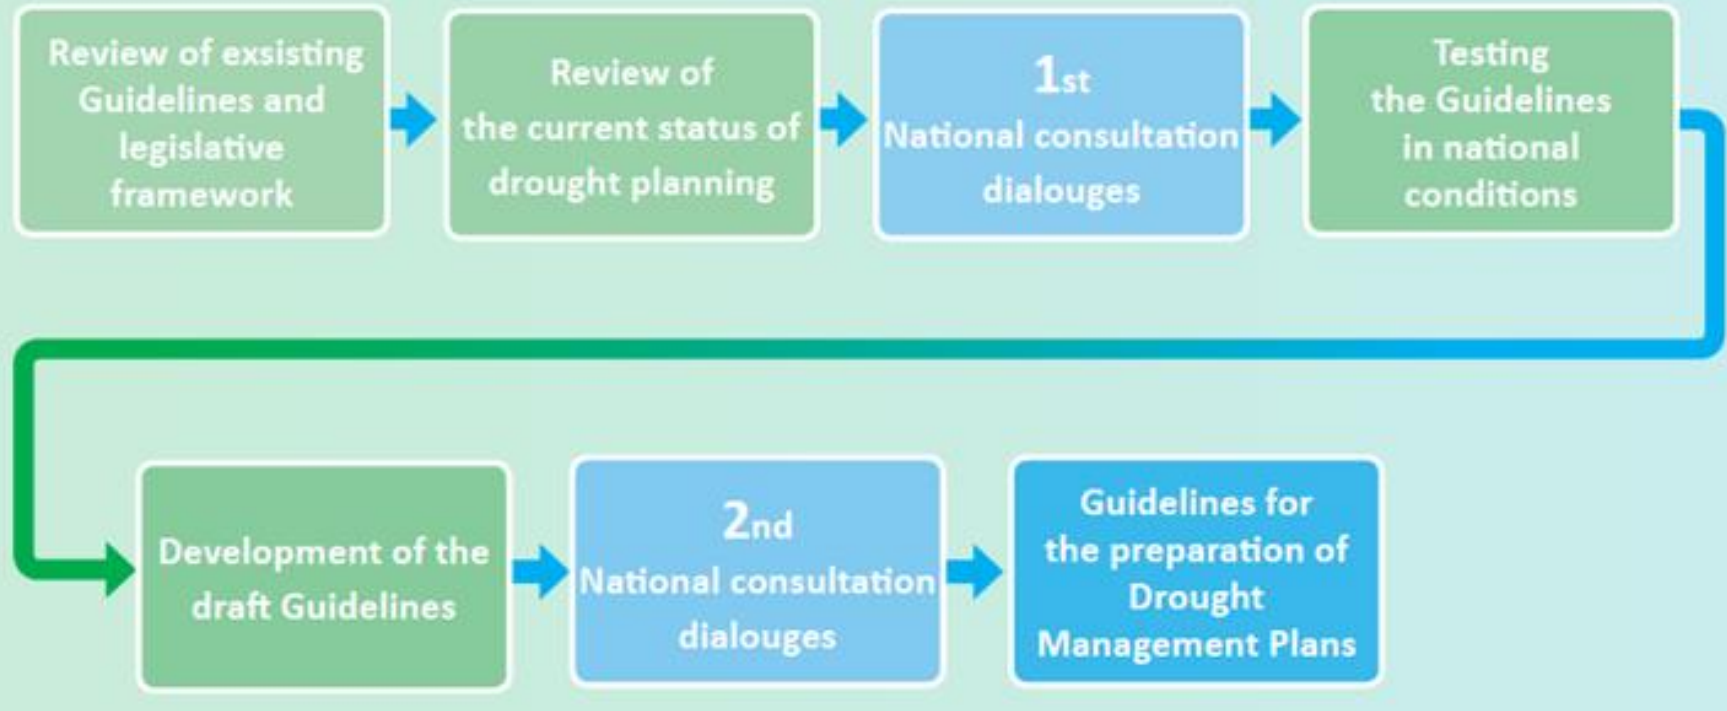 Review of exsisting
Guidelines and
legislative
framework
Review of
the current status of
drought planning
1st
National consultation
dialouges
Testing
the Guidelines
in national
conditions
Development of the
draft Guidelines
2nd
National consultation
dialouges
Guidelines for
the preparation of
Drought
Management Plans